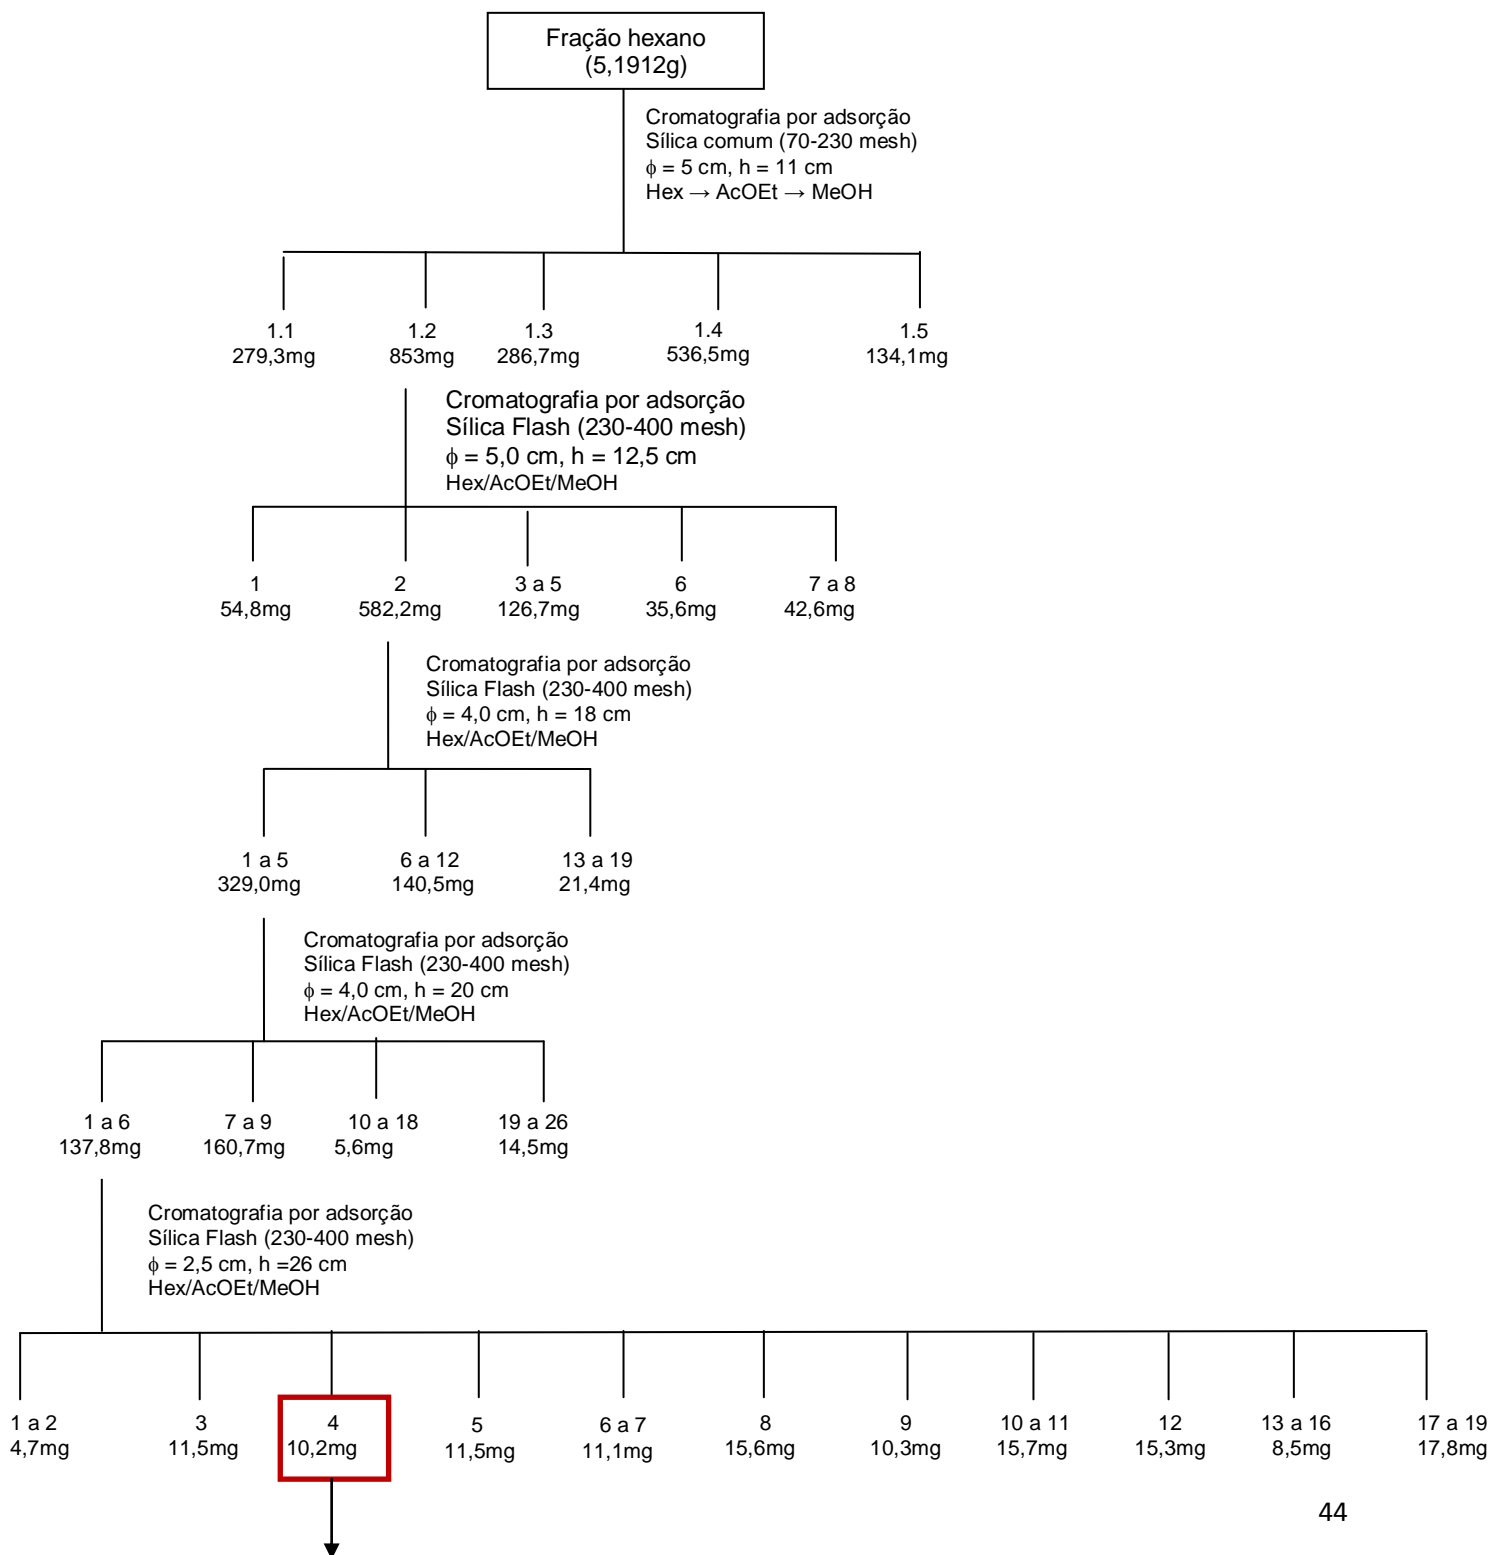 Fração hexano
(5,1912g)
Cromatografia por adsorção
Sílica comum (70-230 mesh)
ϕ = 5 cm, h = 11 cm
Hex → AcOEt → MeOH
1.1 1.2 1.3 1.4 1.5
279,3mg 853mg 286,7mg 536,5mg 134,1mg
Cromatografia por adsorção
Sílica Flash (230-400 mesh)
ϕ = 5,0 cm, h = 12,5 cm
Hex/AcOEt/MeOH
1 2 3 a 5 6 7 a 8
54,8mg 582,2mg 126,7mg 35,6mg 42,6mg
Cromatografia por adsorção
Sílica Flash (230-400 mesh)
ϕ = 4,0 cm, h = 18 cm
Hex/AcOEt/MeOH
1 a 5 6 a 12 13 a 19
329,0mg 140,5mg 21,4mg
Cromatografia por adsorção
Sílica Flash (230-400 mesh)
ϕ = 4,0 cm, h = 20 cm
Hex/AcOEt/MeOH
1 a 6 7 a 9 10 a 18 19 a 26
137,8mg 160,7mg 5,6mg 14,5mg
Cromatografia por adsorção
Sílica Flash (230-400 mesh)
ϕ = 2,5 cm, h =26 cm
Hex/AcOEt/MeOH
1 a 2 3 4 5 6 a 7 8 9 10 a 11 12 13 a 16 17 a 19
4,7mg 11,5mg 10,2mg 11,5mg 11,1mg 15,6mg 10,3mg 15,7mg 15,3mg 8,5mg 17,8mg
44